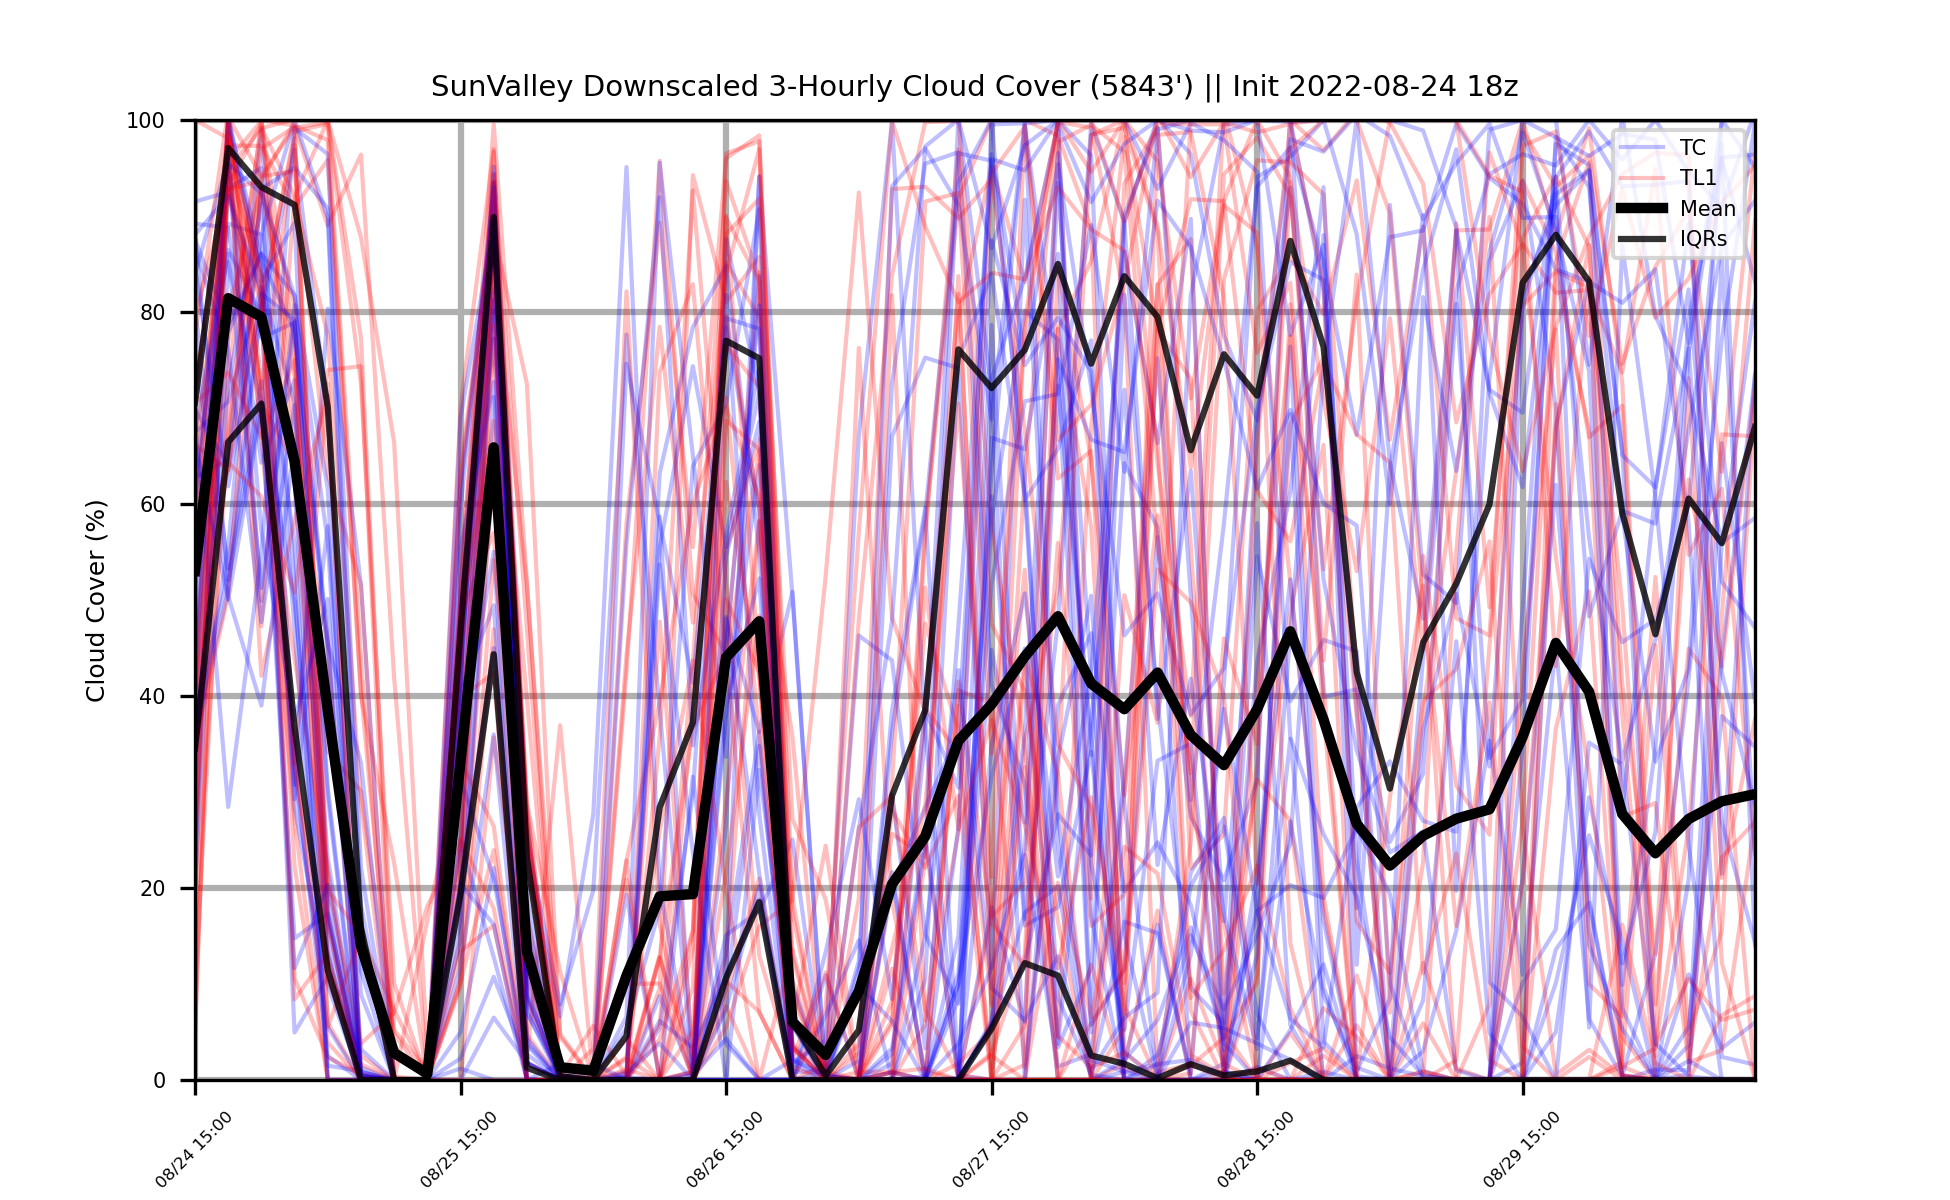 SunValley Downscaled 3-Hourly Cloud Cover (5843') || Init 2022-08-24 18z
Cloud Cover (%)
100
80
60
40
20
0
TC
TL1
Mean
IQRs
08/24 15:00
08/25 15:00
08/26 15:00
08/27 15:00
08/28 15:00
08/29 15:00